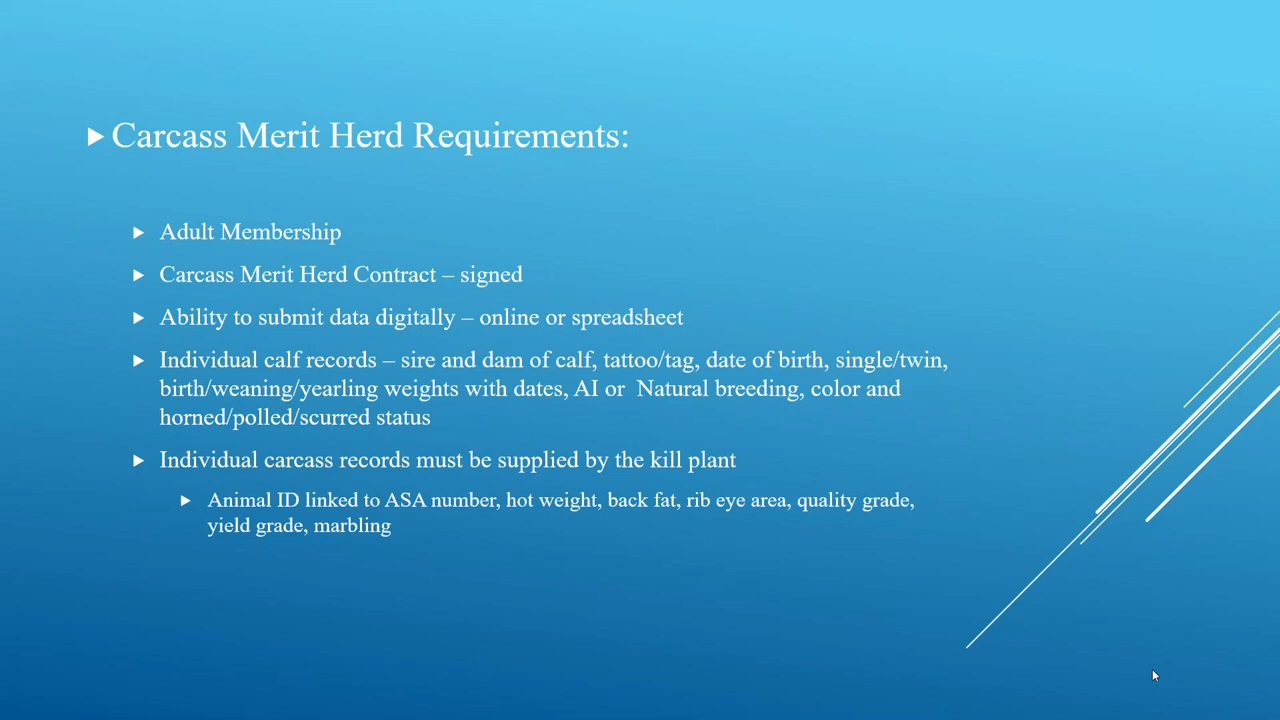 Carcass Merit Herd Requirements:
Adult Membership
Carcass Merit Herd Contract – signed
Ability to submit data digitally – online or spreadsheet
Individual calf records – sire and dam of calf, tattoo/tag, date of birth, single/twin,
birth/weaning/yearling weights with dates, AI or  Natural breeding, color and
horned/polled/scurred status
Individual carcass records must be supplied by the kill plant
Animal ID linked to ASA number, hot weight, back fat, rib eye area, quality grade,
yield grade, marbling